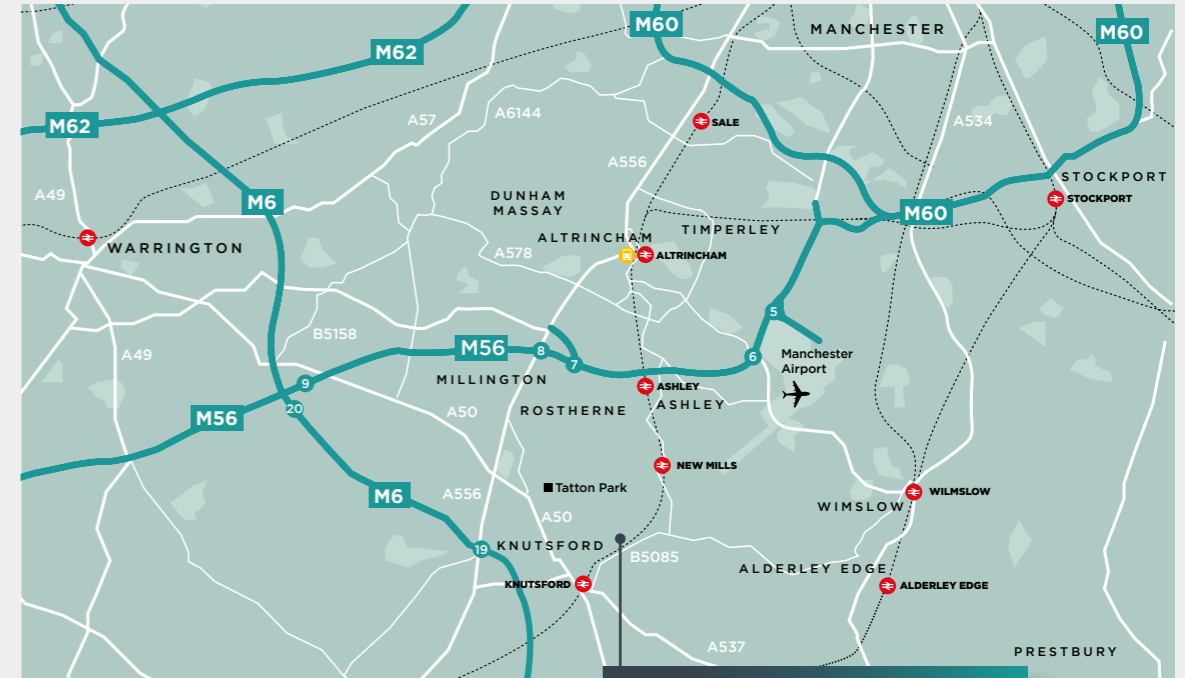 M60
MANCHESTER
M60
M62
M62
A57
A6144
SALE
A534
A556
STOCKPORT
A49
M6
DUNHAM
MASSAY
STOCKPORT
M60
WARRINGTON
ALTRINCHAM
TIMPERLEY
A578
ALTRINCHAM
5
B5158
A49
M56
8
7
6
Manchester
Airport
MILLINGTON
9
ASHLEY
20
M56
A50
ROSTHERNE
ASHLEY
NEW MILLS
M6
A556
Tatton Park
WILMSLOW
WIMSLOW
A50
19
KNUTSFORD
B5085
ALDERLEY EDGE
KNUTSFORD
ALDERLEY EDGE
A537
PRESTBURY